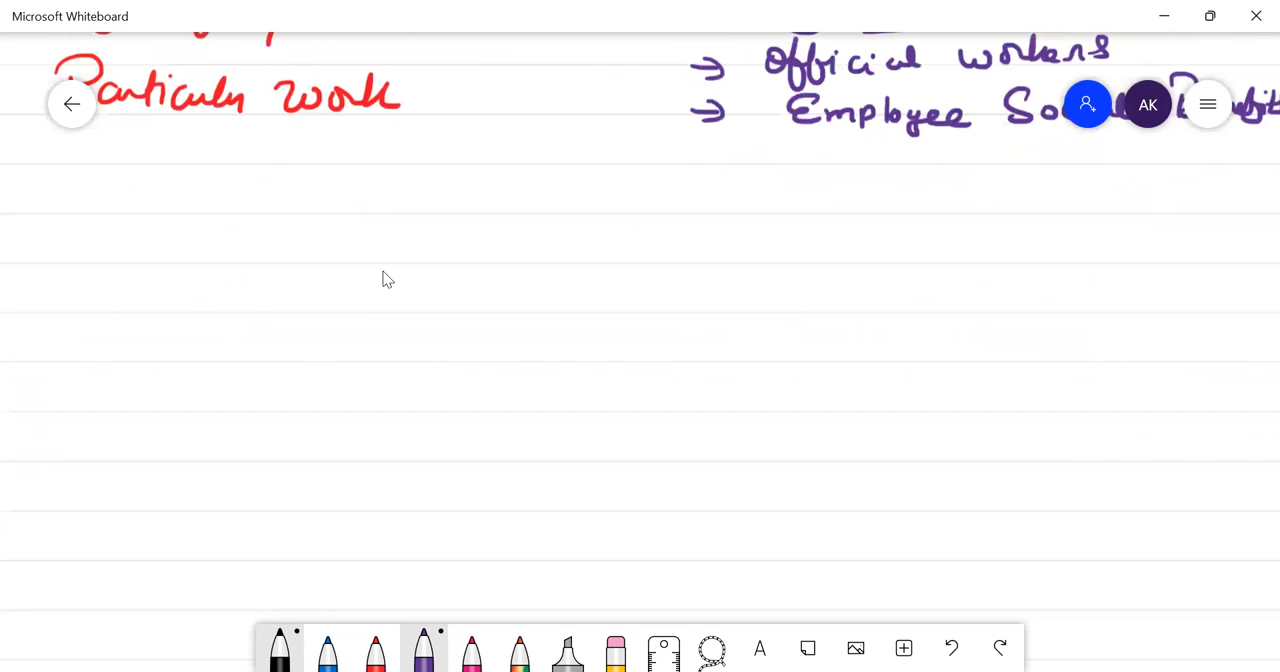 Microsoft Whiteboard
Particuly work
→ Official workers
→ Employee
AK
A